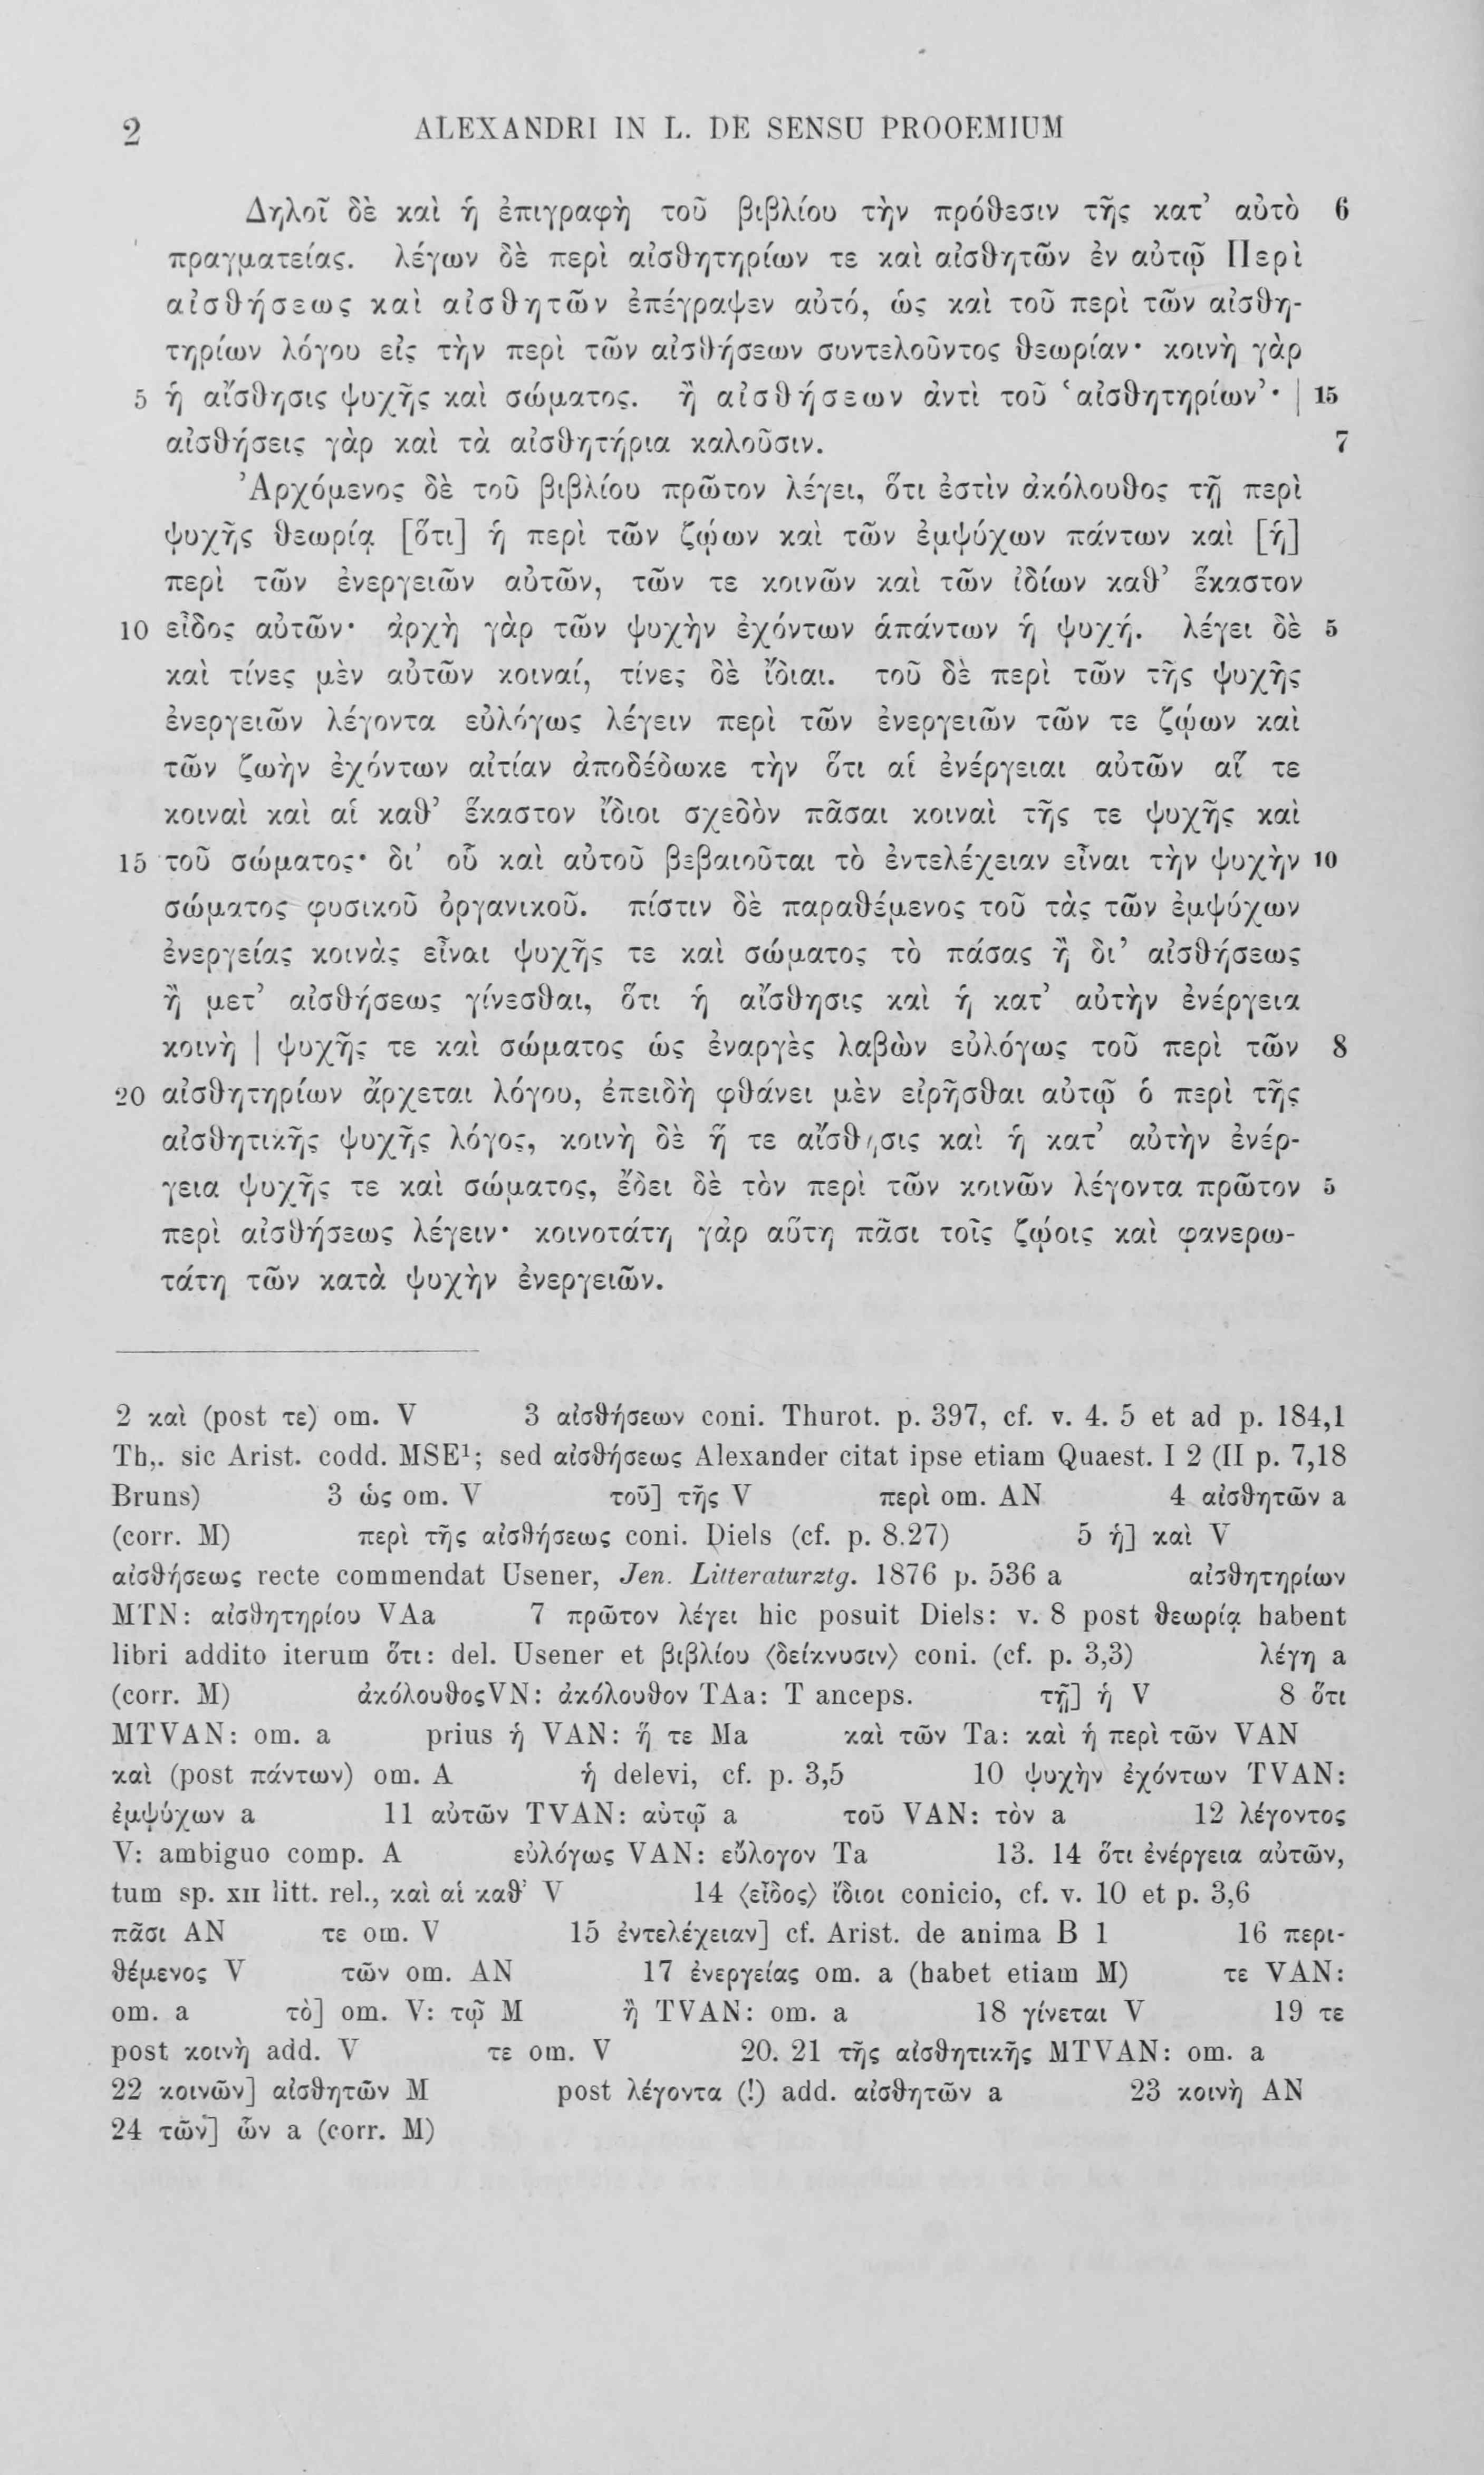 2 ALEXANDRI IN L. DE SENSU PROOEMIUM
Δηλοῖ δὲ καὶ ἡ ἐπιγραφὴ τοῦ βιβλίου τὴν πρόθεσιν τῆς κατ’ αὐτὸ 6
πραγματείας. λέγων δὲ περὶ αἰσθητηρίων τε καὶ αἰσθητῶν ἐν αὐτῷ Περὶ
αἰσθήσεως καὶ αἰσθητῶν ἐπέγραψεν αὐτό, ὡς καὶ τοῦ περὶ τῶν αἰσθη-
τηρίων λόγου εἰς τὴν περὶ τῶν αἰσθήσεων συντελοῦντος θεωρίαν· κοινὴ γὰρ
5 ἡ αἴσθησις ψυχῆς καὶ σώματος. ἢ αἰσθήσεων ἀντὶ τοῦ ‘αἰσθητηρίων’· | 15
αἰσθήσεις γὰρ καὶ τὰ αἰσθητήρια καλοῦσιν. 7
Ἀρχόμενος δὲ τοῦ βιβλίου πρῶτον λέγει, ὅτι ἐστὶν ἀκόλουθος τῇ περὶ
ψυχῆς θεωρίᾳ [ὅτι] ἡ περὶ τῶν ζῴων καὶ τῶν ἐμψύχων πάντων καὶ [ἡ]
περὶ τῶν ἐνεργειῶν αὐτῶν, τῶν τε κοινῶν καὶ τῶν ἰδίων καθ’ ἕκαστον
10 εἶδος αὐτῶν· ἀρχὴ γὰρ τῶν ψυχὴν ἐχόντων ἁπάντων ἡ ψυχή. λέγει δὲ 5
καὶ τίνες μὲν αὐτῶν κοιναί, τίνες δὲ ἴδιαι. τοῦ δὲ περὶ τῶν τῆς ψυχῆς
ἐνεργειῶν λέγοντα εὐλόγως λέγειν περὶ τῶν ἐνεργειῶν τῶν τε ζῴων καὶ
τῶν ζωὴν ἐχόντων αἰτίαν ἀποδέδωκε τὴν ὅτι αἱ ἐνέργειαι αὐτῶν αἵ τε
κοιναὶ καὶ αἱ καθ’ ἕκαστον ἴδιοι σχεδὸν πᾶσαι κοιναὶ τῆς τε ψυχῆς καὶ
15 τοῦ σώματος· δι’ οὗ καὶ αὐτοῦ βεβαιοῦται τὸ ἐντελέχειαν εἶναι τὴν ψυχὴν 10
σώματος φυσικοῦ ὀργανικοῦ. πίστιν δὲ παραθέμενος τοῦ τὰς τῶν ἐμψύχων
ἐνεργείας κοινὰς εἶναι ψυχῆς τε καὶ σώματος τὸ πάσας ἢ δι’ αἰσθήσεως
ἢ μετ’ αἰσθήσεως γίνεσθαι, ὅτι ἡ αἴσθησις καὶ ἡ κατ’ αὐτὴν ἐνέργεια
κοινὴ | ψυχῆς τε καὶ σώματος ὡς ἐναργὲς λαβὼν εὐλόγως τοῦ περὶ τῶν 8
20 αἰσθητηρίων ἄρχεται λόγου, ἐπειδὴ φθάνει μὲν εἰρῆσθαι αὐτῷ ὁ περὶ τῆς
αἰσθητικῆς ψυχῆς λόγος, κοινὴ δὲ ἥ τε αἴσθησις καὶ ἡ κατ’ αὐτὴν ἐνέρ-
γεια ψυχῆς τε καὶ σώματος, ἔδει δὲ τὸν περὶ τῶν κοινῶν λέγοντα πρῶτον 5
περὶ αἰσθήσεως λέγειν· κοινοτάτη γὰρ αὕτη πᾶσι τοῖς ζῴοις καὶ φανερω-
τάτη τῶν κατὰ ψυχὴν ἐνεργειῶν.
2 καὶ (post τε) om. V 3 αἰσθήσεων coni. Thurot. p. 397, cf. v. 4. 5 et ad p. 184,1
Th,. sic Arist. codd. MSE¹; sed αἰσθήσεως Alexander citat ipse etiam Quaest. I 2 (II p. 7,18
Bruns) 3 ὡς om. V τοῦ] τῆς V περὶ om. AN 4 αἰσθητῶν a
(corr. M) περὶ τῆς αἰσθήσεως coni. Diels (cf. p. 8.27) 5 ἡ] καὶ V
αἰσθήσεως recte commendat Usener, Jen. Litteraturztg. 1876 p. 536 a αἰσθητηρίων
MTN: αἰσθητηρίου VAa 7 πρῶτον λέγει hic posuit Diels: v. 8 post θεωρίᾳ habent
libri addito iterum ὅτι: del. Usener et βιβλίου ⟨δείκνυσιν⟩ coni. (cf. p. 3,3) λέγῃ a
(corr. M) ἀκόλουθος VN: ἀκόλουθον TAa: T anceps. τῇ] ἡ V 8 ὅτι
MTVAN: om. a prius ἡ VAN: ἥ τε Ma καὶ τῶν Ta: καὶ ἡ περὶ τῶν VAN
καὶ (post πάντων) om. A ἡ delevi, cf. p. 3,5 10 ψυχὴν ἐχόντων TVAN:
ἐμψύχων a 11 αὐτῶν TVAN: αὐτῷ a τοῦ VAN: τὸν a 12 λέγοντος
V: ambiguo comp. A εὐλόγως VAN: εὔλογον Ta 13. 14 ὅτι ἐνέργεια αὐτῶν,
tum sp. XII litt. rel., καὶ αἱ καθ’ V 14 ⟨εἶδος⟩ ἴδιοι conicio, cf. v. 10 et p. 3,6
πᾶσι AN τε om. V 15 ἐντελέχειαν] cf. Arist. de anima B 1 16 περι-
θέμενος V τῶν om. AN 17 ἐνεργείας om. a (habet etiam M) τε VAN:
om. a τὸ] om. V: τῷ M ἢ TVAN: om. a 18 γίνεται V 19 τε
post κοινὴ add. V τε om. V 20. 21 τῆς αἰσθητικῆς MTVAN: om. a
22 κοινῶν] αἰσθητῶν M post λέγοντα (!) add. αἰσθητῶν a 23 κοινὴ AN
24 τῶν] ὧν a (corr. M)